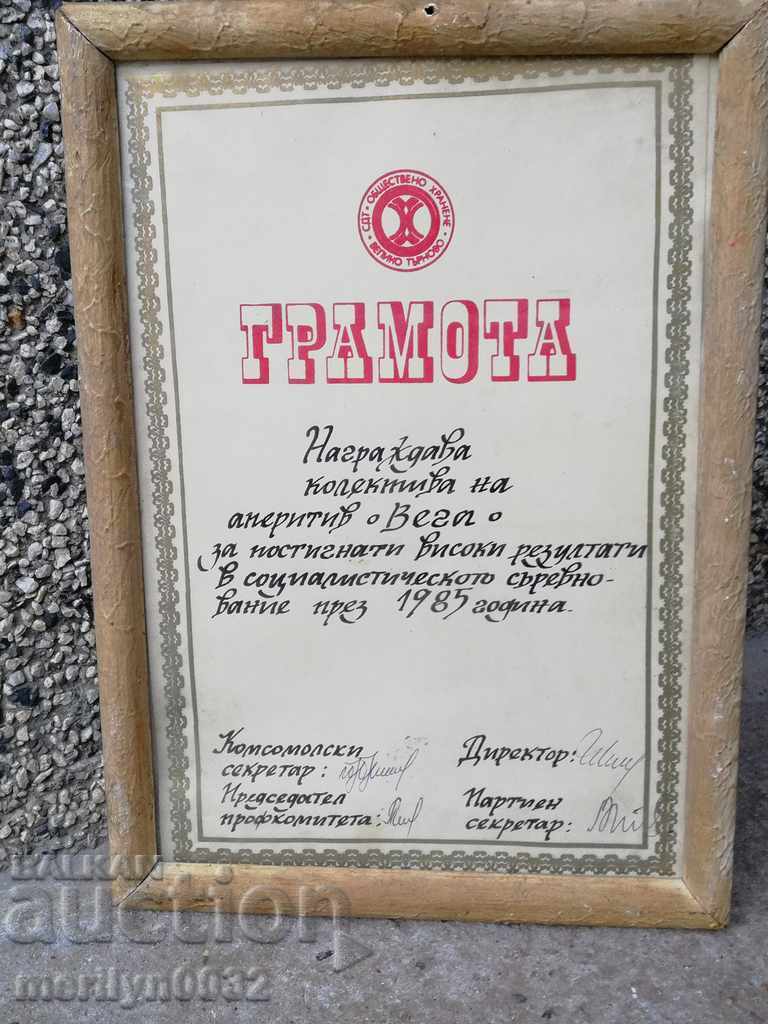 СДТ • ОБЩЕСТВЕНО ХРАНЕНЕ •
ВЕЛИКО ТЪРНОВО
ГРАМОТА
Награждава
колектива на
аперитив "Вега"
за постигнати високи резултати
в социалистическото съревно-
вание през 1985 година.
Комсомолски
секретар:
Директор:
Председател
профкомитета:
Партиен
секретар:
BALKAN
auction
merilyn0032